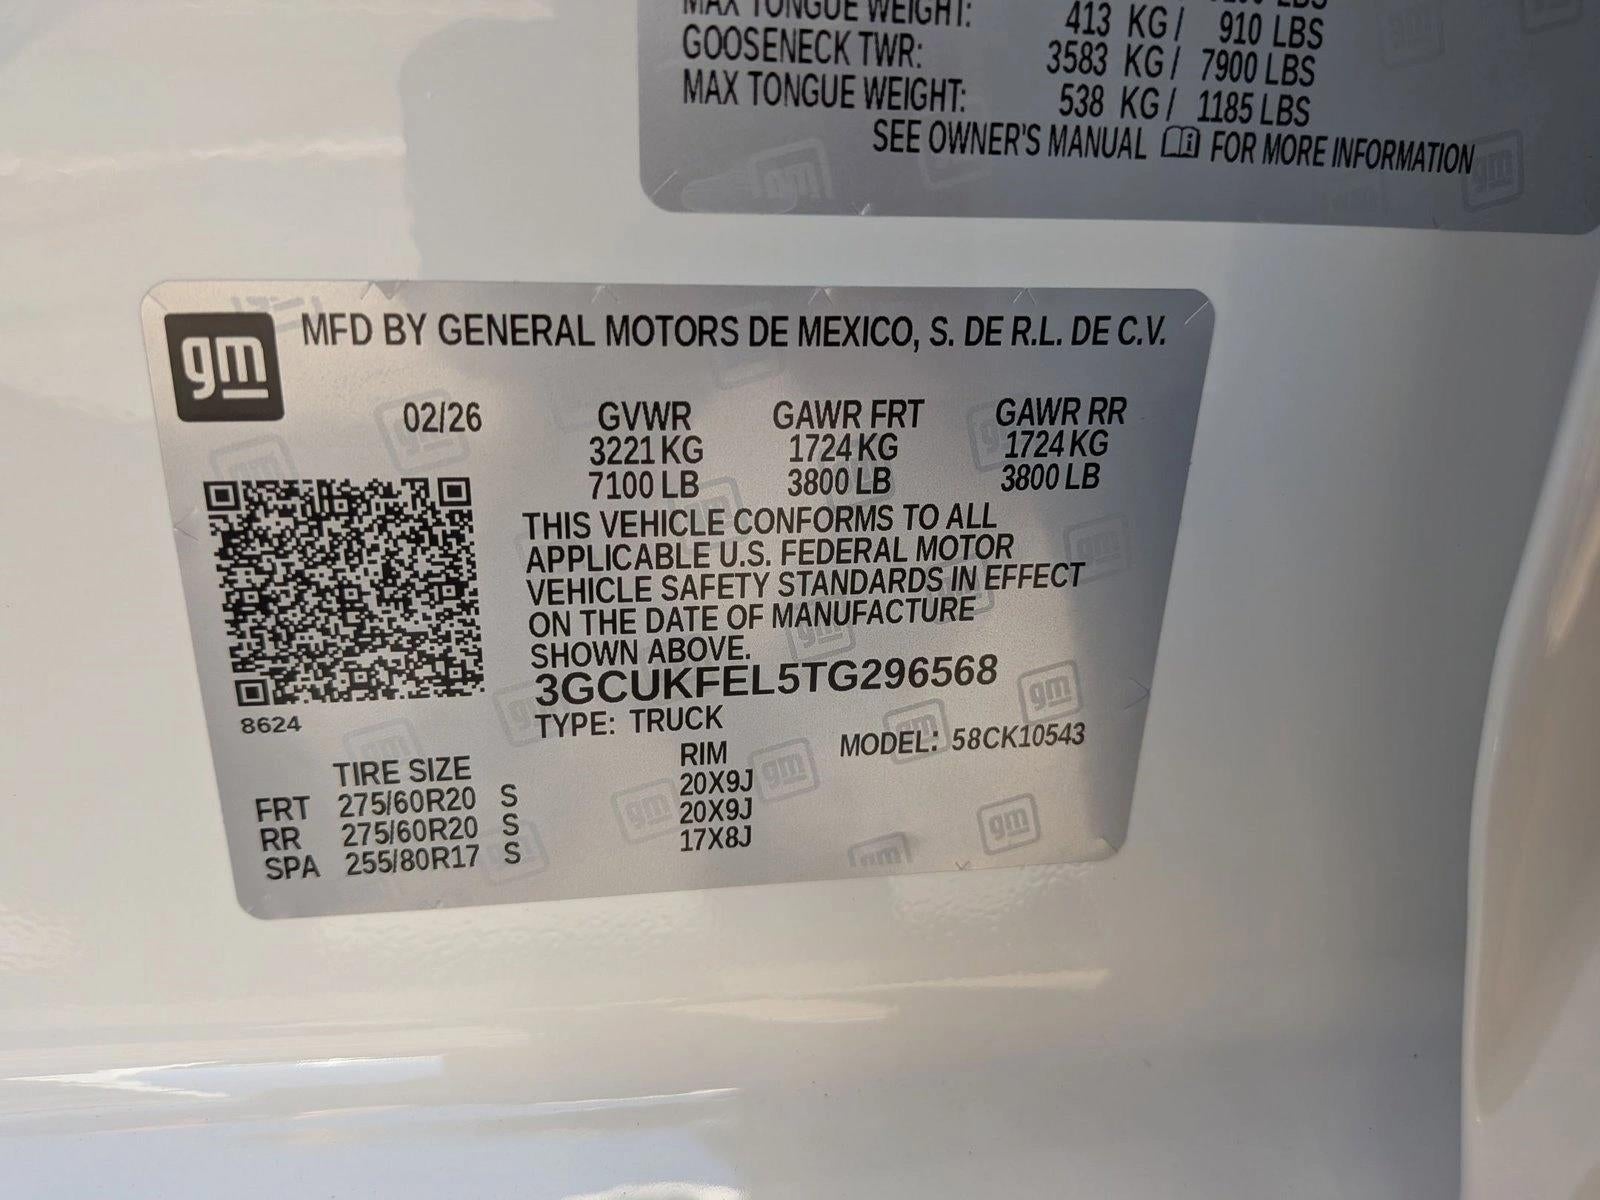 MAX TONGUE WEIGHT: 413 KG / 910 LBS
GOOSENECK TWR: 3583 KG / 7900 LBS
MAX TONGUE WEIGHT: 538 KG / 1185 LBS
SEE OWNER'S MANUAL FOR MORE INFORMATION
gm
MFD BY GENERAL MOTORS DE MEXICO, S. DE R.L. DE C.V.
02/26 GVWR GAWR FRT GAWR RR
3221 KG 1724 KG 1724 KG
7100 LB 3800 LB 3800 LB
THIS VEHICLE CONFORMS TO ALL
APPLICABLE U.S. FEDERAL MOTOR
VEHICLE SAFETY STANDARDS IN EFFECT
ON THE DATE OF MANUFACTURE
SHOWN ABOVE.
3GCUKFEL5TG296568
8624
TYPE: TRUCK
MODEL: 58CK10543
TIRE SIZE RIM
FRT 275/60R20 S 20X9J
RR 275/60R20 S 20X9J
SPA 255/80R17 S 17X8J